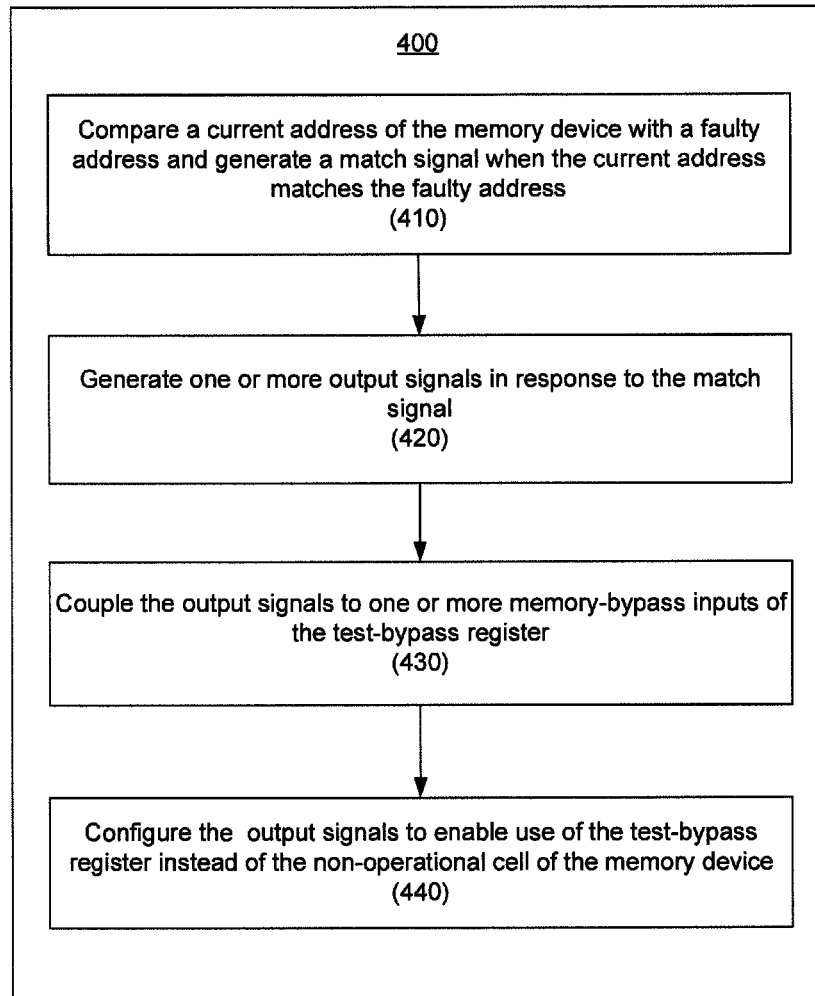 400
Compare a current address of the memory device with a faulty
address and generate a match signal when the current address
matches the faulty address
(410)
Generate one or more output signals in response to the match
signal
(420)
Couple the output signals to one or more memory-bypass inputs of
the test-bypass register
(430)
Configure the output signals to enable use of the test-bypass
register instead of the non-operational cell of the memory device
(440)